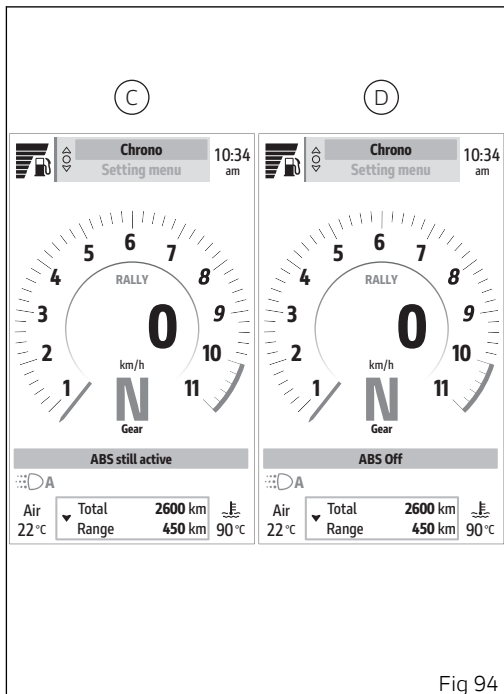 C
D
Chrono
Setting menu
10:34
am
1
2
3
4
5
6
7
8
9
10
11
RALLY
0
km/h
N
Gear
ABS still active
A
Air
22 °C
Total 2600 km
Range 450 km
90 °C
Chrono
Setting menu
10:34
am
1
2
3
4
5
6
7
8
9
10
11
RALLY
0
km/h
N
Gear
ABS Off
A
Air
22 °C
Total 2600 km
Range 450 km
90 °C
Fig 94